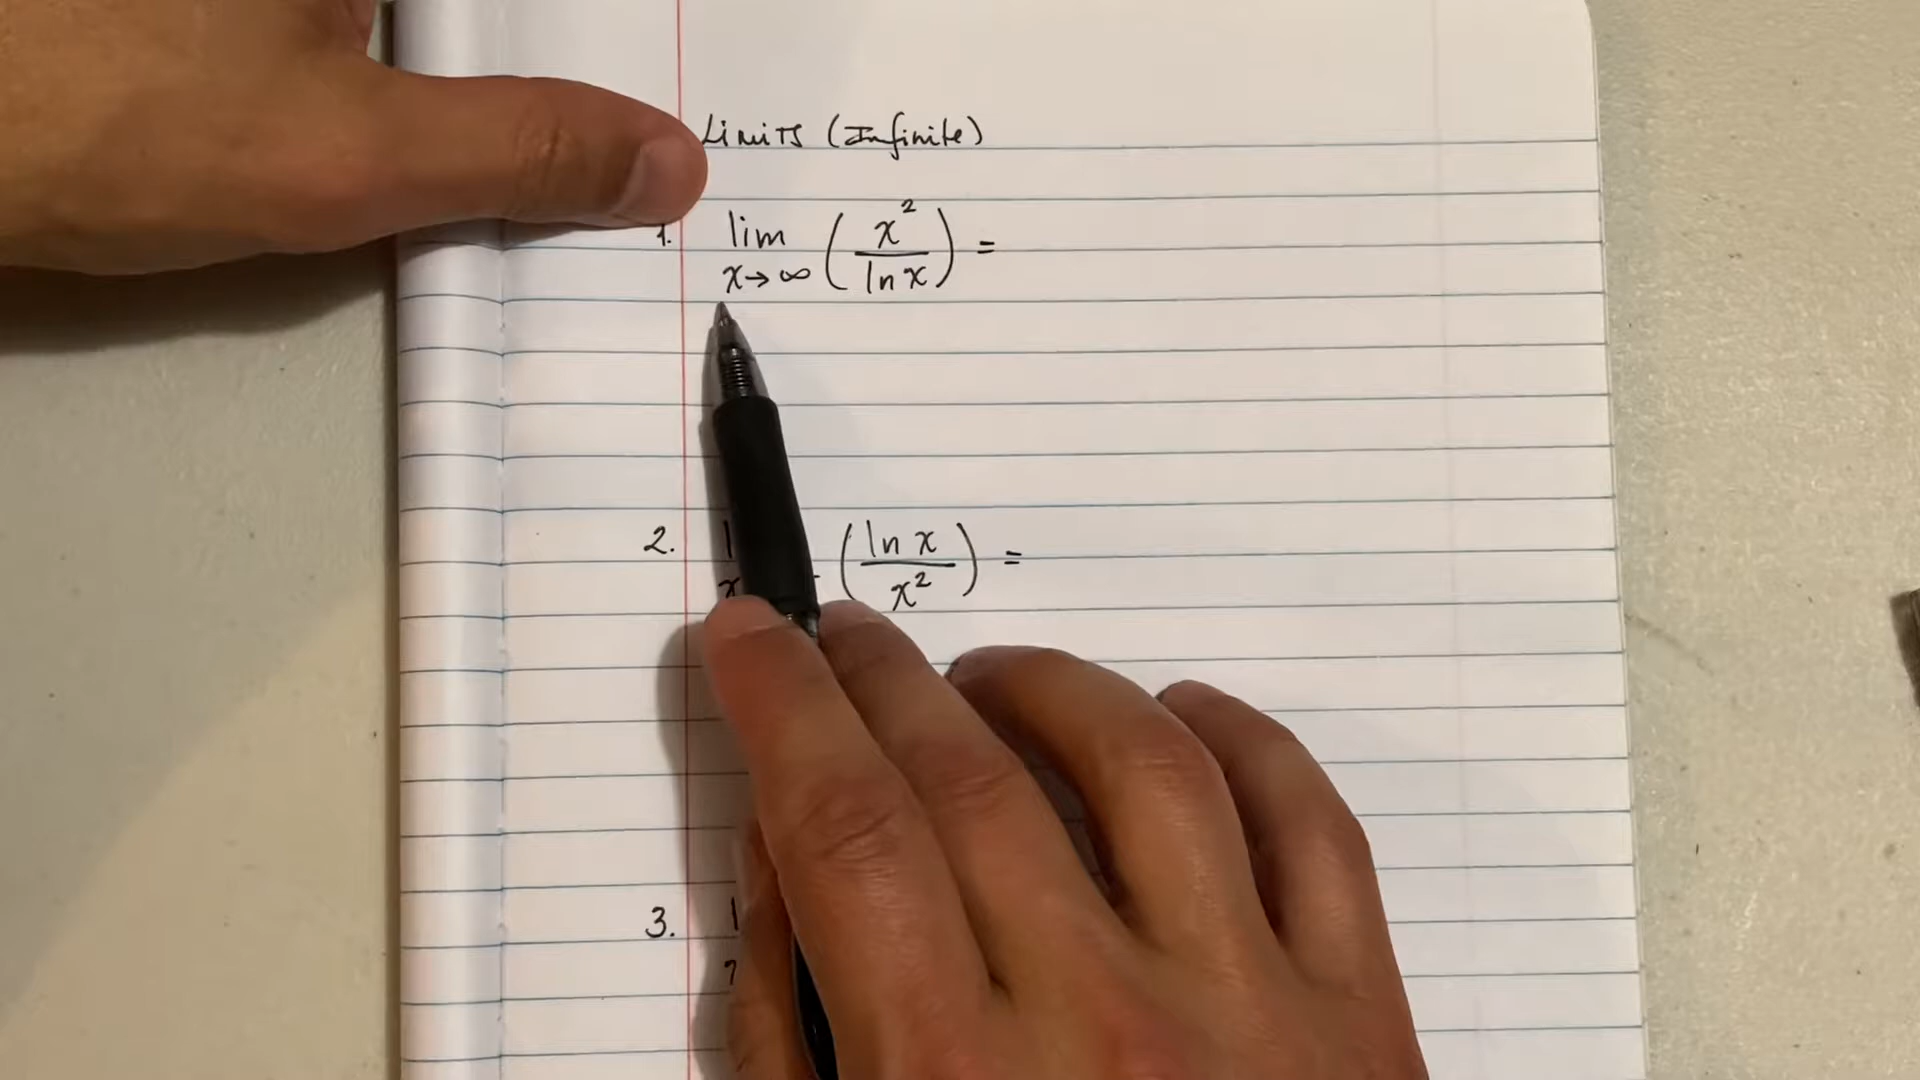 Limits (Infinite)
1. lim x→∞ (x²/ln x) =
2. (ln x/x²) =
3.